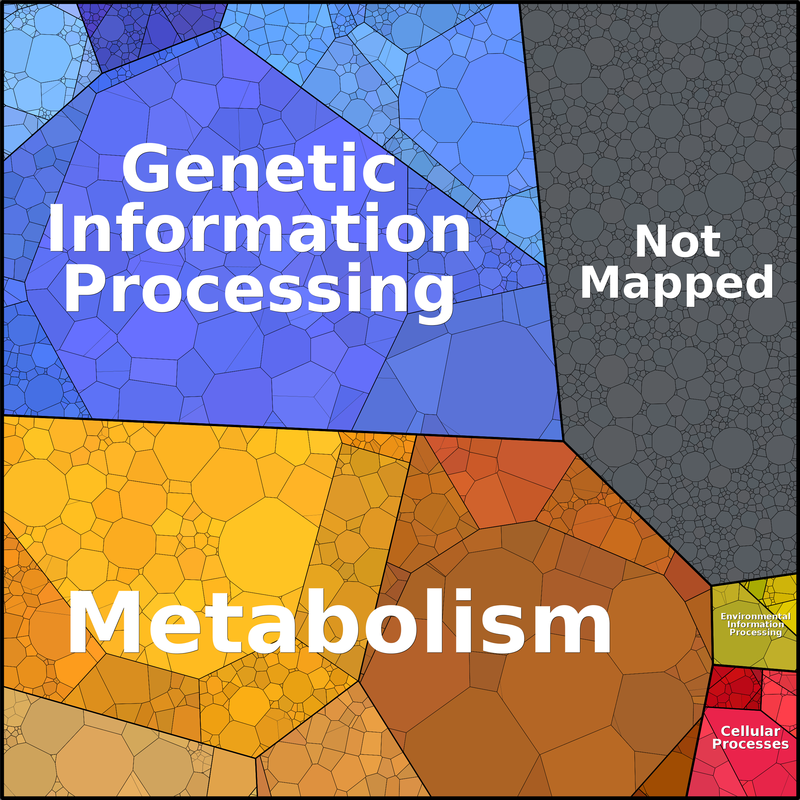 Genetic
Information
Processing
Not
Mapped
Metabolism
Environmental
Information
Processing
Cellular
Processes